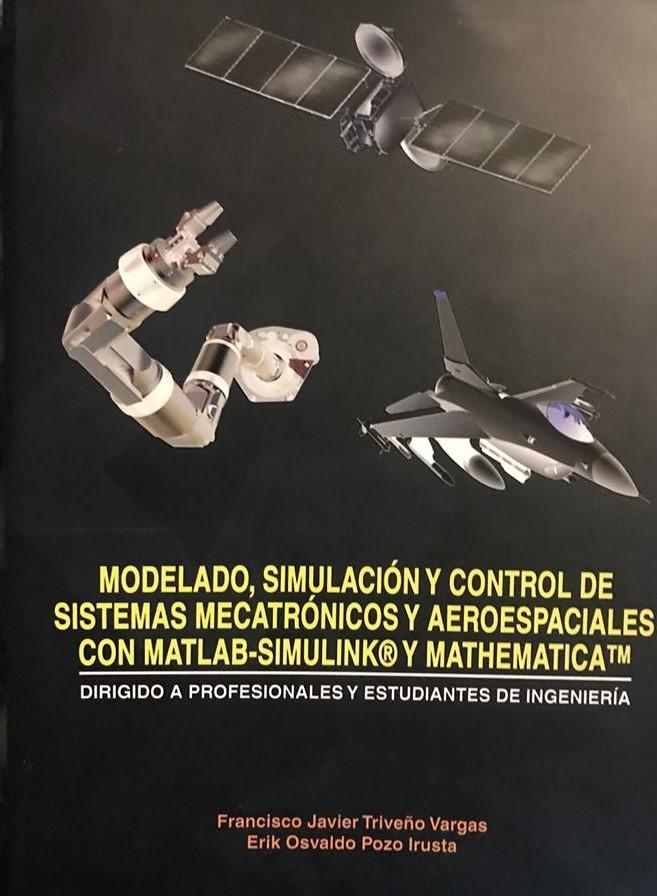 MODELADO, SIMULACIÓN Y CONTROL DE
SISTEMAS MECATRÓNICOS Y AEROESPACIALES
CON MATLAB-SIMULINK® Y MATHEMATICA™
DIRIGIDO A PROFESIONALES Y ESTUDIANTES DE INGENIERÍA
Francisco Javier Triveño Vargas
Erik Osvaldo Pozo Irusta